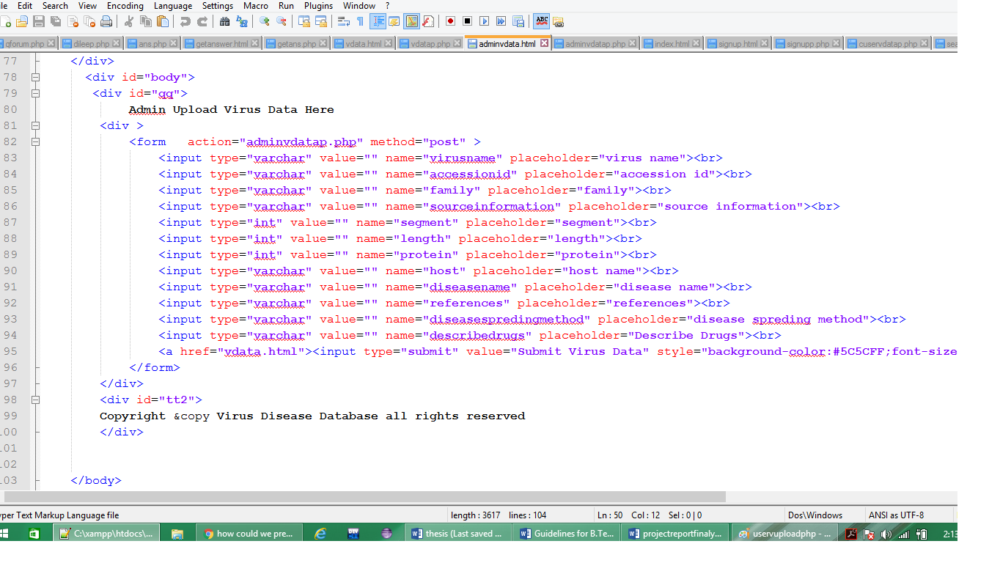 ile Edit Search View Encoding Language Settings Macro Run Plugins Window ?
ABC
qforum.php dileep.php ans.php getanswer.html getans.php vdata.html vdatap.php adminvdata.html adminvdatap.php index.html signup.html signupp.php cuservdatap.php sea
77 </div>
78 <div id="body">
79 <div id="qq">
80 Admin Upload Virus Data Here
81 <div >
82 <form action="adminvdatap.php" method="post" >
83 <input type="varchar" value="" name="virusname" placeholder="virus name"><br>
84 <input type="varchar" value="" name="accessionid" placeholder="accession id"><br>
85 <input type="varchar" value="" name="family" placeholder="family"><br>
86 <input type="varchar" value="" name="sourceinformation" placeholder="source information"><br>
87 <input type="int" value="" name="segment" placeholder="segment"><br>
88 <input type="int" value="" name="length" placeholder="length"><br>
89 <input type="int" value="" name="protein" placeholder="protein"><br>
90 <input type="varchar" value="" name="host" placeholder="host name"><br>
91 <input type="varchar" value="" name="diseasename" placeholder="disease name"><br>
92 <input type="varchar" value="" name="references" placeholder="references"><br>
93 <input type="varchar" value="" name="diseasespredingmethod" placeholder="disease spreding method"><br>
94 <input type="varchar" value="" name="describedrugs" placeholder="Describe Drugs"><br>
95 <a href="vdata.html"><input type="submit" value="Submit Virus Data" style="background-color:#5C5CFF;font-size
96 </form>
97 </div>
98 <div id="tt2">
99 Copyright &copy Virus Disease Database all rights reserved
00 </div>
01
02
03 </body>
yper Text Markup Language file length : 3617 lines : 104 Ln : 50 Col : 12 Sel : 0 | 0 Dos\Windows ANSI as UTF-8
C:\xampp\htdocs\... how could we pre... thesis (Last saved ... Guidelines for B.Te... projectreportfinaly... uservuploadphp - ... 2:13